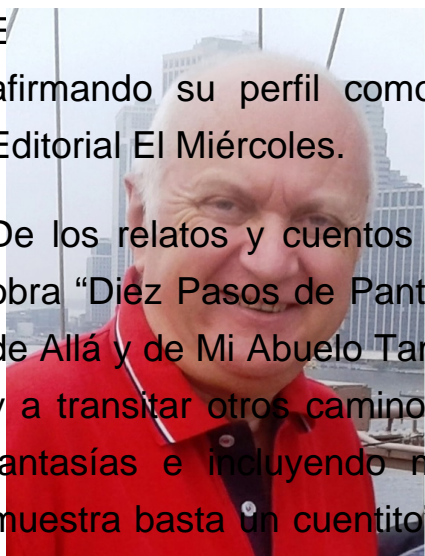 afirmando su perfil como
Editorial El Miércoles.
De los relatos y cuentos
obra “Diez Pasos de Pant
de Allá y de Mi Abuelo Tar
y a transitar otros camino
fantasías e incluyendo m
muestra basta un cuentito”